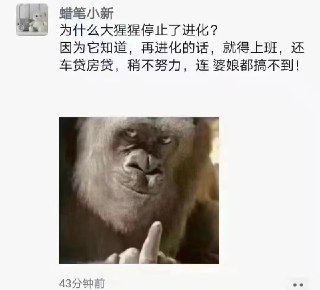 蜡笔小新
为什么大猩猩停止了进化？
因为它知道，再进化的话，就得上班，还
车贷房贷，稍不努力，连 婆娘都搞不到！
43分钟前